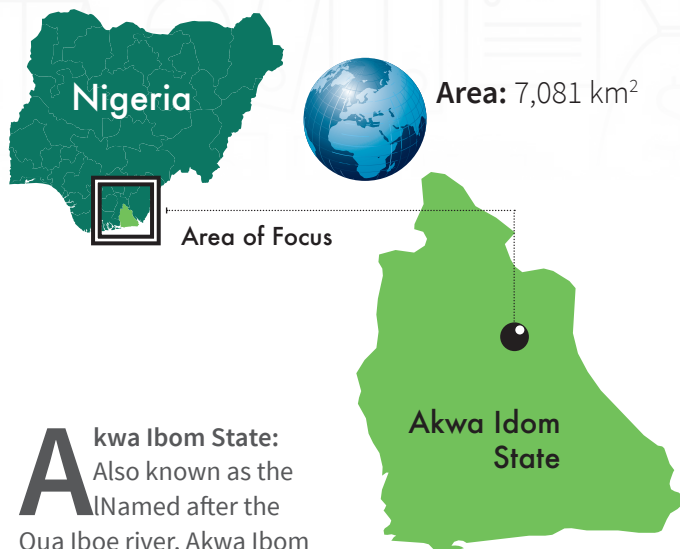 Nigeria
Area: 7,081 km²
Area of Focus
Akwa Idom
State
Akwa Ibom State:
Also known as the
lNamed after the
Qua Iboe river, Akwa Ibom